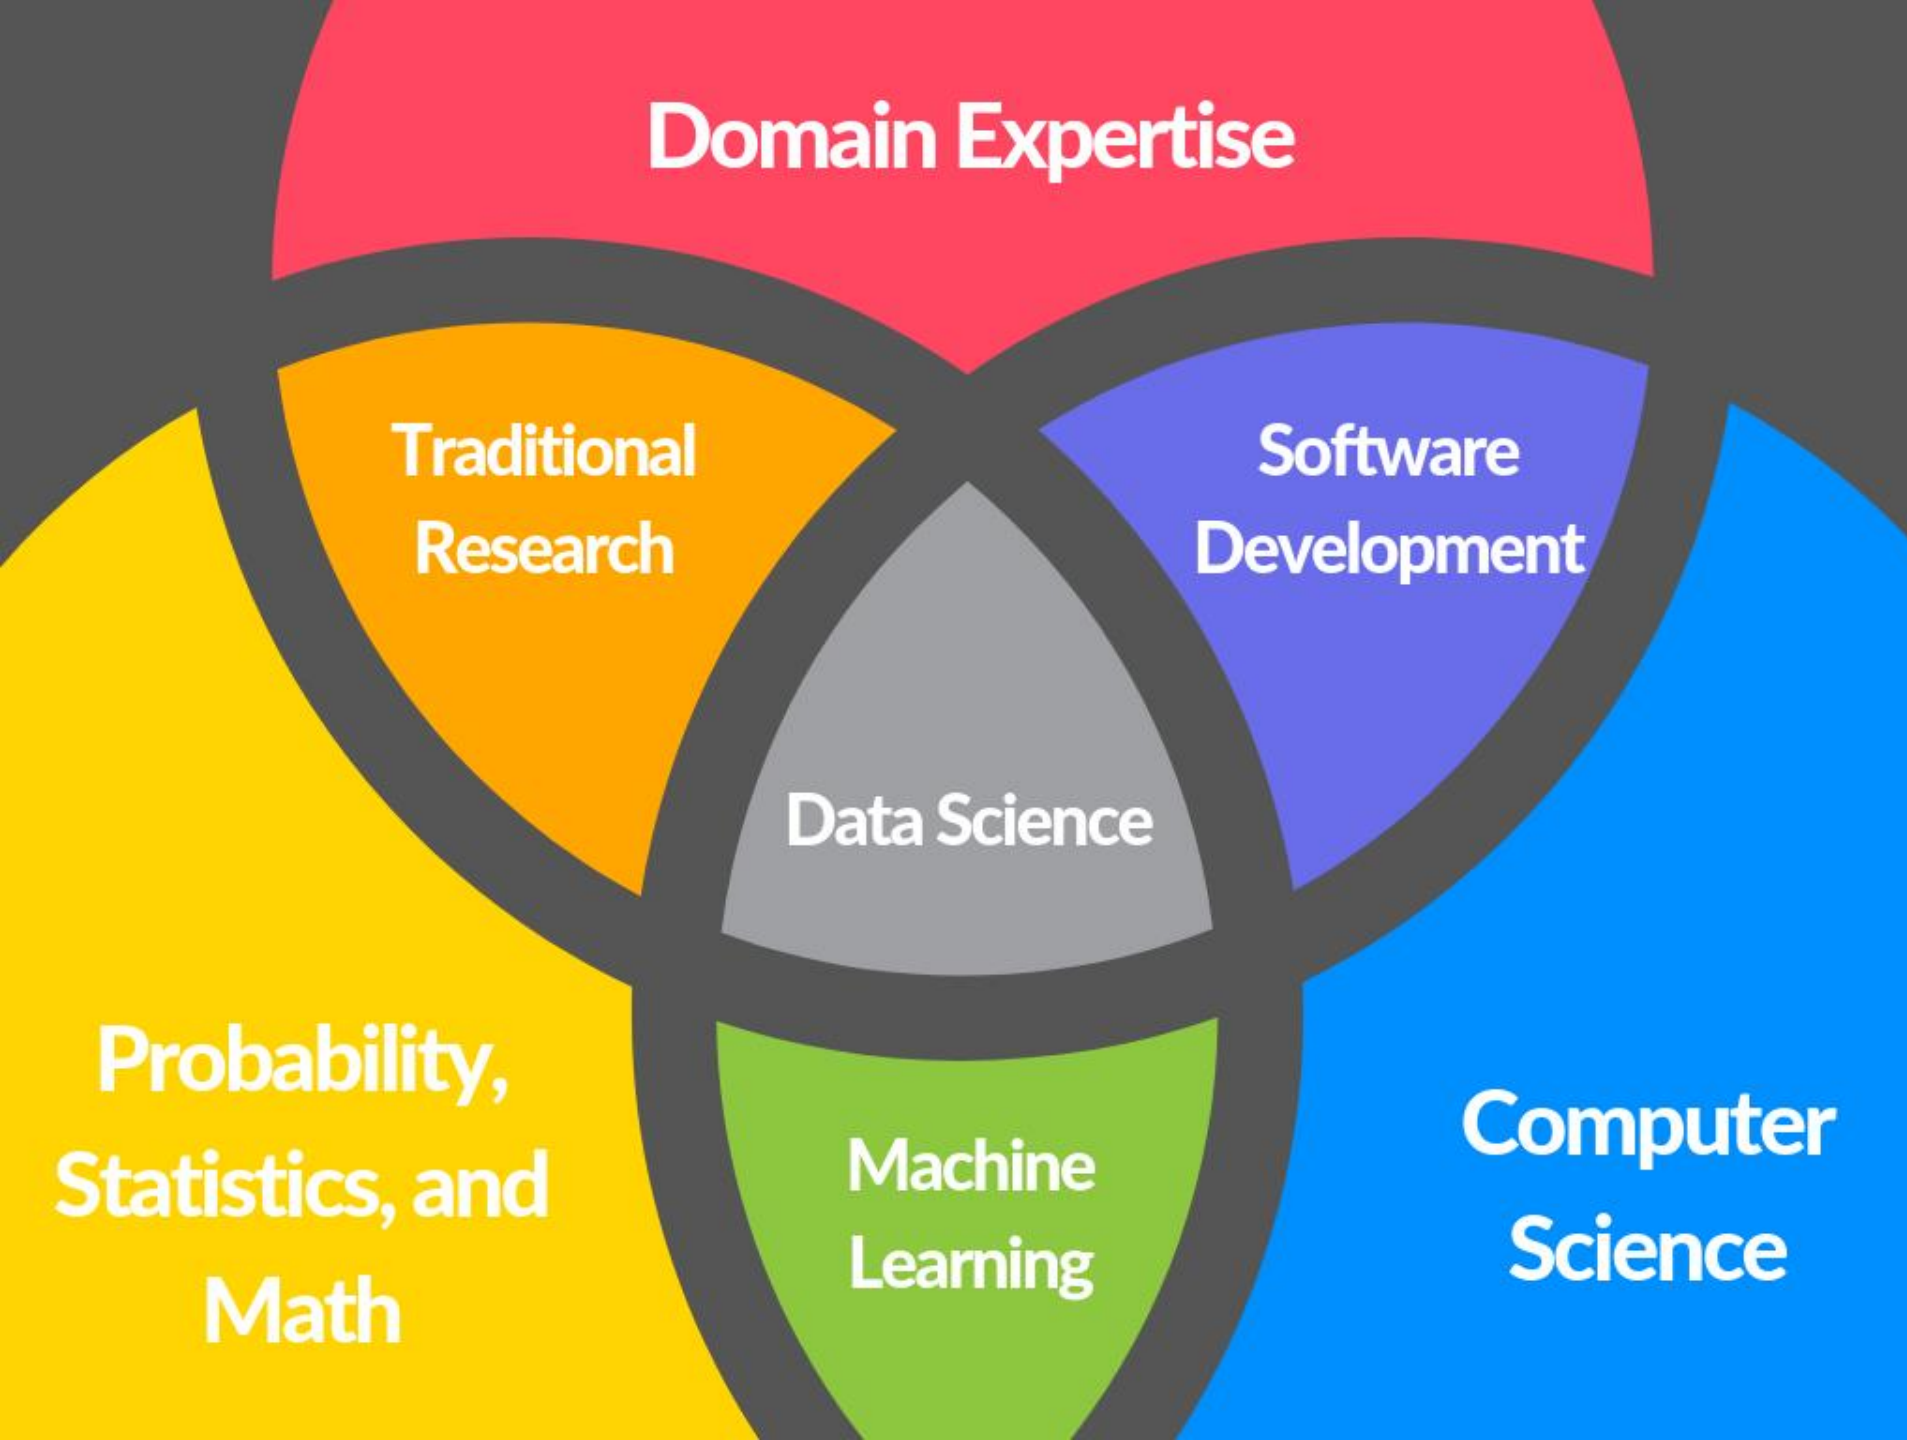 Domain Expertise
Traditional
Research
Software
Development
Data Science
Probability,
Statistics, and
Math
Computer
Science
Machine
Learning